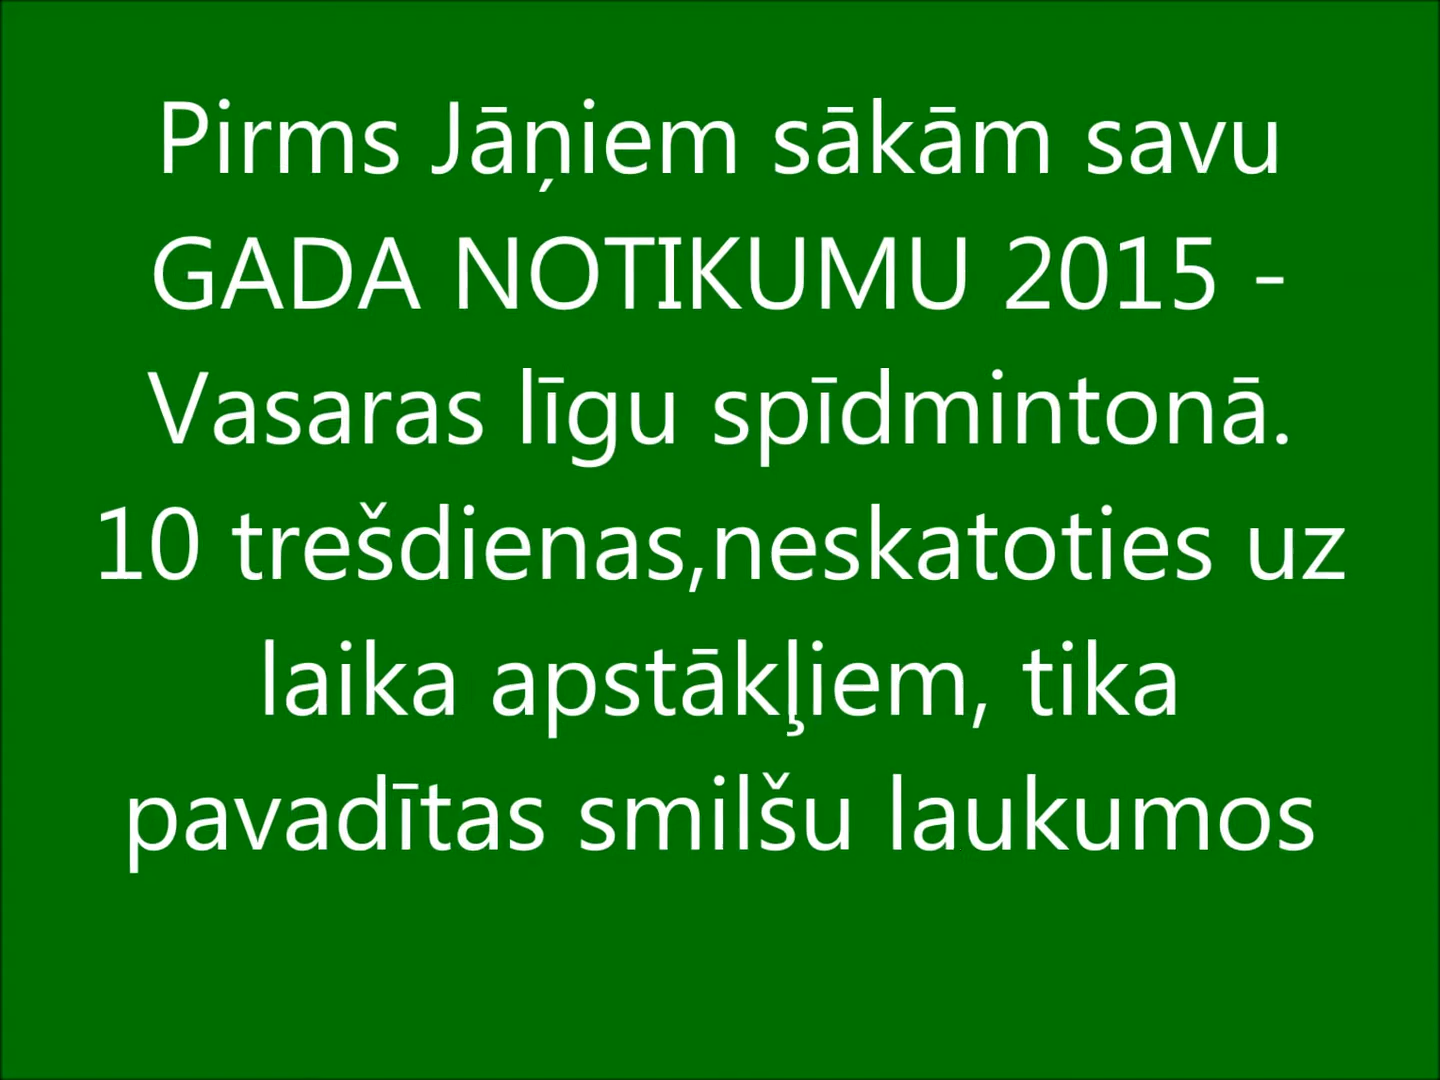 Pirms Jāņiem sākām savu
GADA NOTIKUMU 2015 -
Vasaras līgu spīdmintonā.
10 trešdienas,neskatoties uz
laika apstākļiem, tika
pavadītas smilšu laukumos